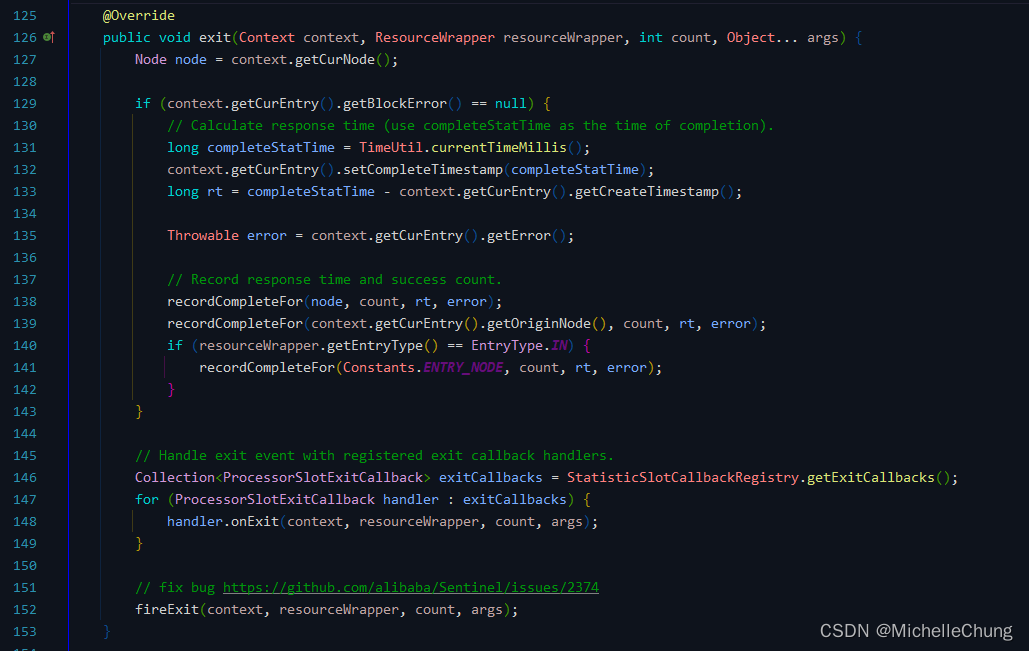 125 @Override
126 public void exit(Context context, ResourceWrapper resourceWrapper, int count, Object... args) {
127 Node node = context.getCurNode();
128
129 if (context.getCurEntry().getBlockError() == null) {
130 // Calculate response time (use completeStatTime as the time of completion).
131 long completeStatTime = TimeUtil.currentTimeMillis();
132 context.getCurEntry().setCompleteTimestamp(completeStatTime);
133 long rt = completeStatTime - context.getCurEntry().getCreateTimestamp();
134
135 Throwable error = context.getCurEntry().getError();
136
137 // Record response time and success count.
138 recordCompleteFor(node, count, rt, error);
139 recordCompleteFor(context.getCurEntry().getOriginNode(), count, rt, error);
140 if (resourceWrapper.getEntryType() == EntryType.IN) {
141 recordCompleteFor(Constants.ENTRY_NODE, count, rt, error);
142 }
143 }
144
145 // Handle exit event with registered exit callback handlers.
146 Collection<ProcessorSlotExitCallback> exitCallbacks = StatisticSlotCallbackRegistry.getExitCallbacks();
147 for (ProcessorSlotExitCallback handler : exitCallbacks) {
148 handler.onExit(context, resourceWrapper, count, args);
149 }
150
151 // fix bug https://github.com/alibaba/Sentinel/issues/2374
152 fireExit(context, resourceWrapper, count, args);
153 }
CSDN @MichelleChung